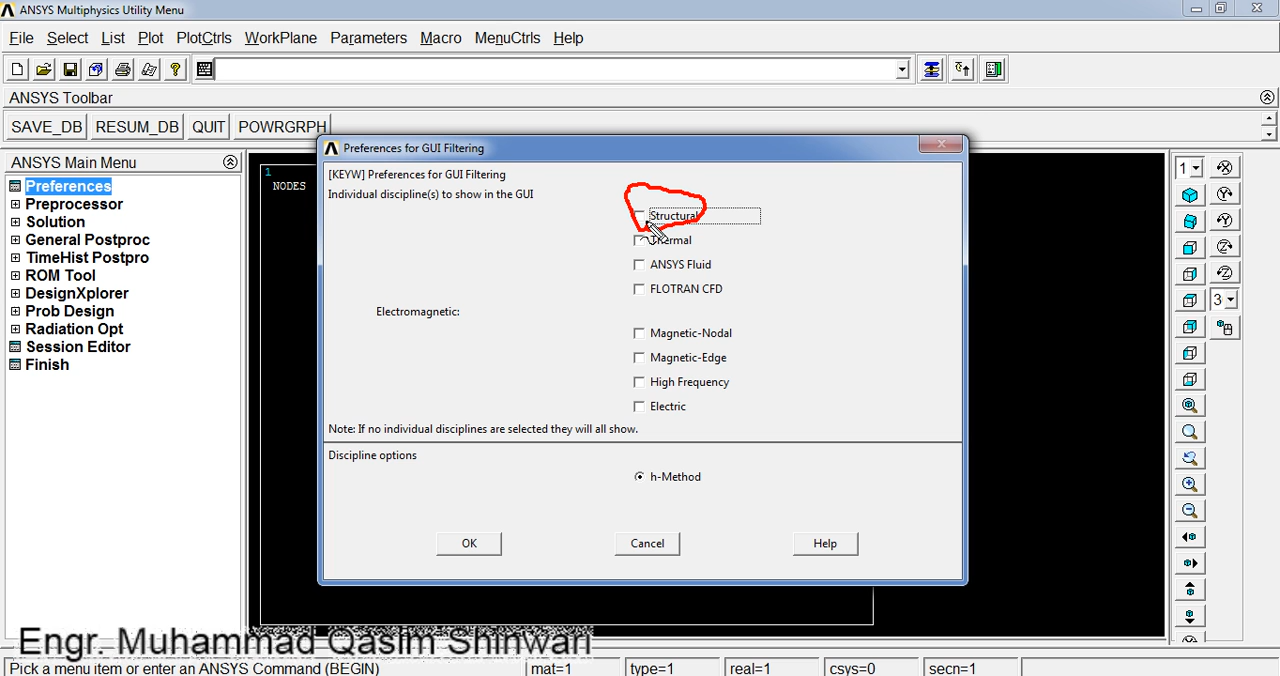 ANSYS Multiphysics Utility Menu
File Select List Plot PlotCtrls WorkPlane Parameters Macro MenuCtrls Help
ANSYS Toolbar
SAVE_DB RESUM_DB QUIT POWRGRPH
ANSYS Main Menu
Preferences
Preprocessor
Solution
General Postproc
TimeHist Postpro
ROM Tool
DesignXplorer
Prob Design
Radiation Opt
Session Editor
Finish
1
NODES
Preferences for GUI Filtering
[KEYW] Preferences for GUI Filtering
Individual discipline(s) to show in the GUI
Structural
Thermal
ANSYS Fluid
FLOTRAN CFD
Electromagnetic:
Magnetic-Nodal
Magnetic-Edge
High Frequency
Electric
Note: If no individual disciplines are selected they will all show.
Discipline options
h-Method
OK Cancel Help
1
3
Engr. Muhammad Qasim Shinwari
Pick a menu item or enter an ANSYS Command (BEGIN) mat=1 type=1 real=1 csys=0 secn=1